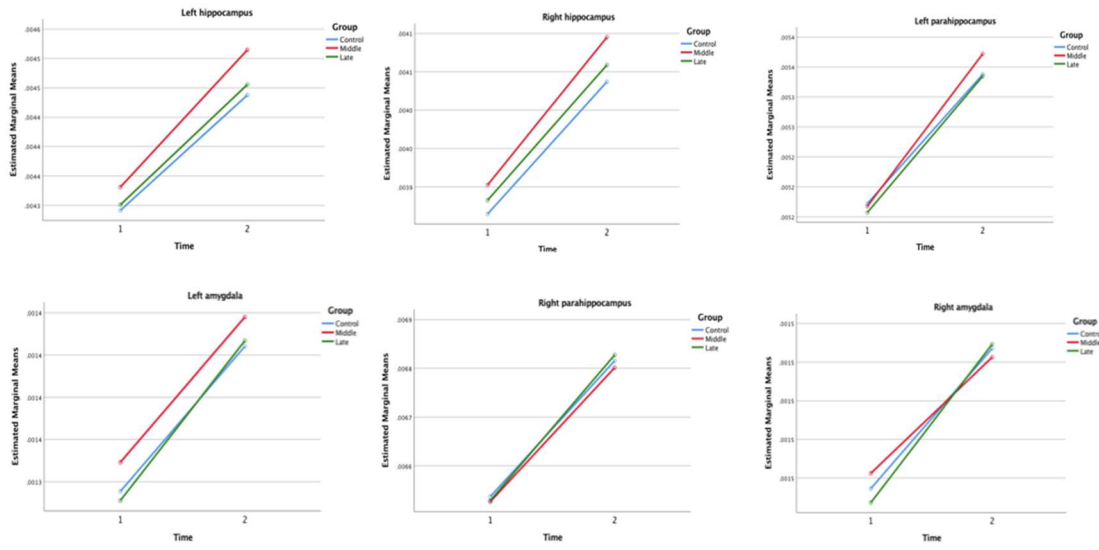 Left hippocampus
Group
Control
Middle
Late
Estimated Marginal Means
.0046
.0045
.0045
.0044
.0044
.0044
.0043
1
2
Time
Right hippocampus
Group
Control
Middle
Late
Estimated Marginal Means
.0041
.0041
.0040
.0040
.0039
1
2
Time
Left parahippocampus
Group
Control
Middle
Late
Estimated Marginal Means
.0054
.0054
.0053
.0053
.0052
.0052
.0052
1
2
Time
Left amygdala
Group
Control
Middle
Late
Estimated Marginal Means
.0014
.0014
.0014
.0014
.0013
1
2
Time
Right parahippocampus
Group
Control
Middle
Late
Estimated Marginal Means
.0069
.0068
.0067
.0066
1
2
Time
Right amygdala
Group
Control
Middle
Late
Estimated Marginal Means
.0015
.0015
.0015
.0015
.0015
1
2
Time